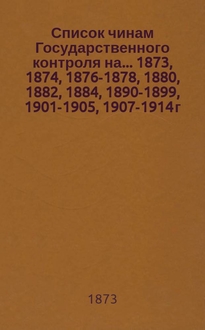 Список чинам
Государственного
контроля на... 1873,
1874, 1876-1878, 1880,
1882, 1884, 1890-1899,
1901-1905, 1907-1914 г
1873